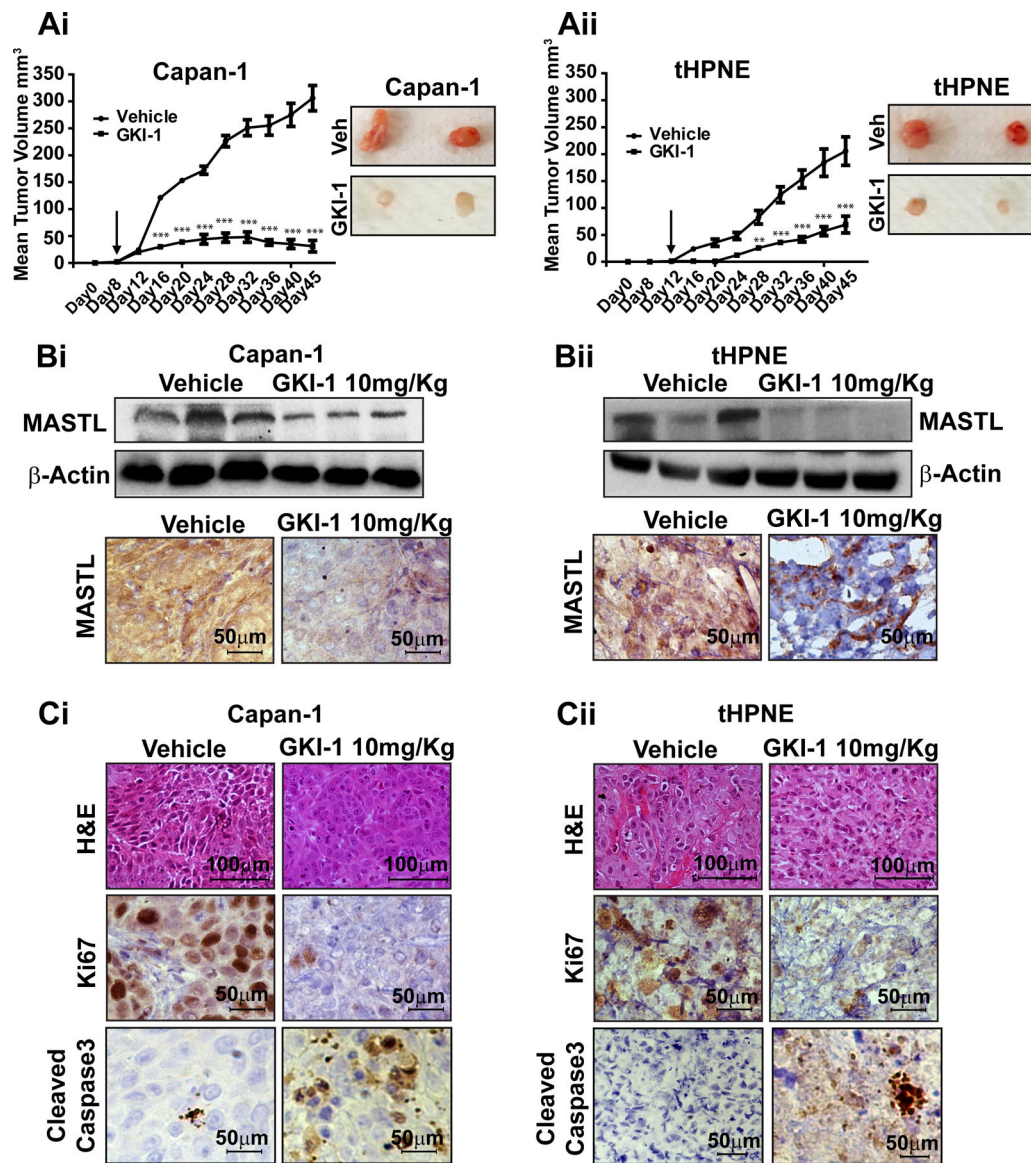 Ai
Capan-1
Mean Tumor Volume mm³
350
300
250
200
150
100
50
0
Vehicle
GKI-1
*** *** *** *** *** *** *** ***
Day0 Day8 Day12 Day16 Day20 Day24 Day28 Day32 Day36 Day40 Day45
Capan-1
Veh
GKI-1
Aii
tHPNE
Mean Tumor Volume mm³
350
300
250
200
150
100
50
0
Vehicle
GKI-1
** *** *** *** ***
Day0 Day8 Day12 Day16 Day20 Day24 Day28 Day32 Day36 Day40 Day45
tHPNE
Veh
GKI-1
Bi
Capan-1
Vehicle GKI-1 10mg/Kg
MASTL
β-Actin
Vehicle GKI-1 10mg/Kg
MASTL
50μm 50μm
Bii
tHPNE
Vehicle GKI-1 10mg/Kg
MASTL
β-Actin
Vehicle GKI-1 10mg/Kg
MASTL
50μm 50μm
Ci
Capan-1
Vehicle GKI-1 10mg/Kg
H&E
100μm 100μm
Ki67
50μm 50μm
Cleaved
Caspase3
50μm 50μm
Cii
tHPNE
Vehicle GKI-1 10mg/Kg
H&E
100μm 100μm
Ki67
50μm 50μm
Cleaved
Caspase3
50μm 50μm